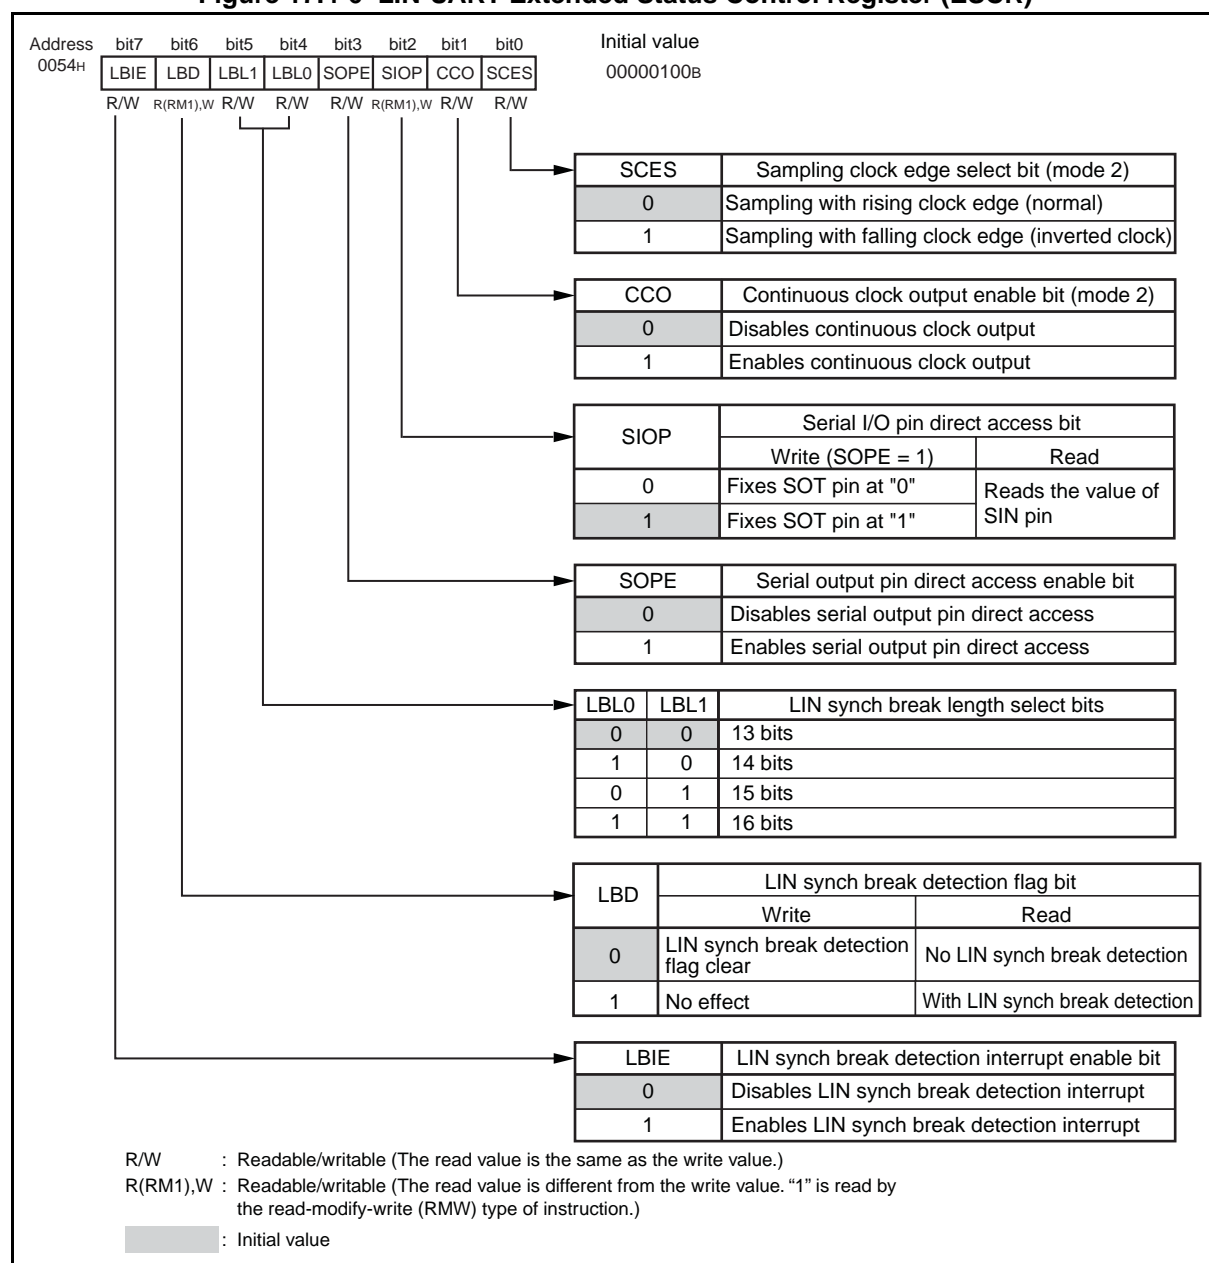 Address bit7 bit6 bit5 bit4 bit3 bit2 bit1 bit0 Initial value
0054H LBIE LBD LBL1 LBL0 SOPE SIOP CCO SCES 00000100B
R/W R(RM1),W R/W R/W R/W R(RM1),W R/W R/W
SCES Sampling clock edge select bit (mode 2)
0 Sampling with rising clock edge (normal)
1 Sampling with falling clock edge (inverted clock)
CCO Continuous clock output enable bit (mode 2)
0 Disables continuous clock output
1 Enables continuous clock output
SIOP Serial I/O pin direct access bit
Write (SOPE = 1) Read
0 Fixes SOT pin at "0" Reads the value of
1 Fixes SOT pin at "1" SIN pin
SOPE Serial output pin direct access enable bit
0 Disables serial output pin direct access
1 Enables serial output pin direct access
LBL0 LBL1 LIN synch break length select bits
0 0 13 bits
1 0 14 bits
0 1 15 bits
1 1 16 bits
LBD LIN synch break detection flag bit
Write Read
0 LIN synch break detection flag clear No LIN synch break detection
1 No effect With LIN synch break detection
LBIE LIN synch break detection interrupt enable bit
0 Disables LIN synch break detection interrupt
1 Enables LIN synch break detection interrupt
R/W : Readable/writable (The read value is the same as the write value.)
R(RM1),W : Readable/writable (The read value is different from the write value. “1” is read by
the read-modify-write (RMW) type of instruction.)
: Initial value